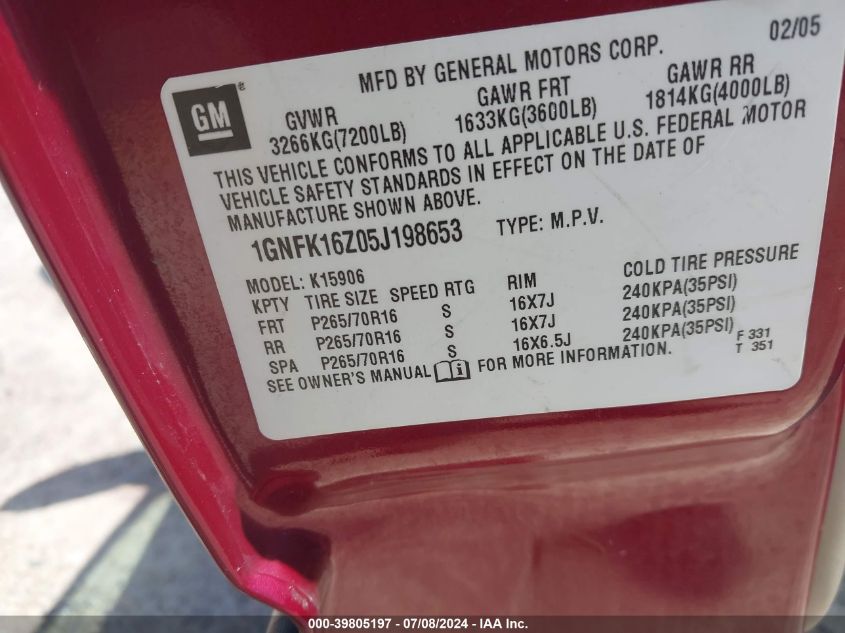 02/05
MFD BY GENERAL MOTORS CORP.
GM ®
GVWR GAWR FRT GAWR RR
3266KG(7200LB) 1633KG(3600LB) 1814KG(4000LB)
THIS VEHICLE CONFORMS TO ALL APPLICABLE U.S. FEDERAL MOTOR
VEHICLE SAFETY STANDARDS IN EFFECT ON THE DATE OF
MANUFACTURE SHOWN ABOVE.
1GNFK16Z05J198653 TYPE: M.P.V.
MODEL: K15906
KPTY TIRE SIZE SPEED RTG RIM COLD TIRE PRESSURE
FRT P265/70R16 S 16X7J 240KPA(35PSI)
RR P265/70R16 S 16X7J 240KPA(35PSI)
SPA P265/70R16 S 16X6.5J 240KPA(35PSI)
SEE OWNER'S MANUAL i FOR MORE INFORMATION.
F 331
T 351
000-39805197 / 07/08/2024 - IAA Inc.